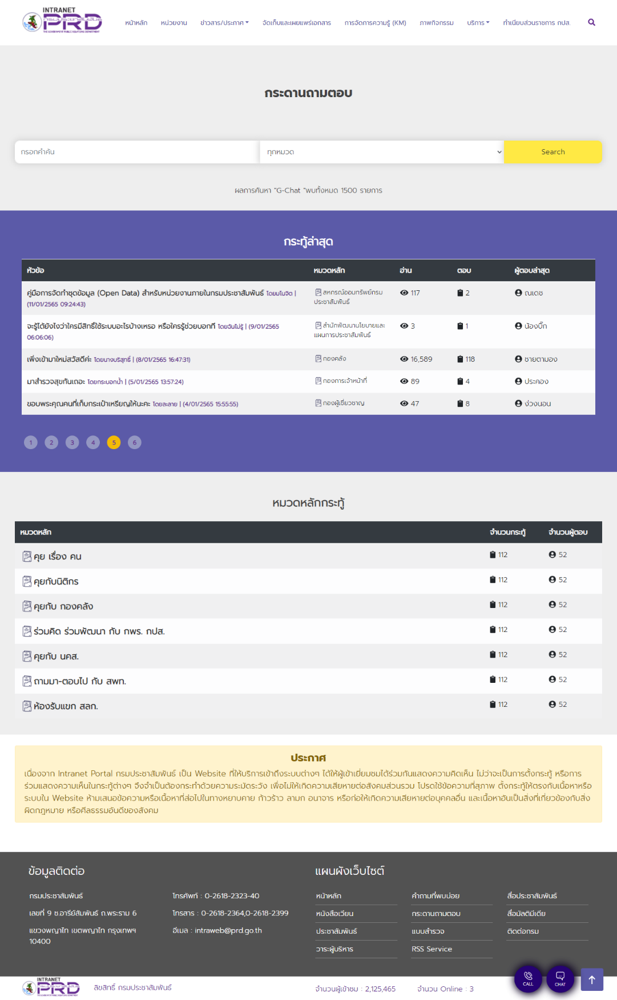 INTRANET
กรมประชาสัมพันธ์
PRD
THE GOVERNMENT PUBLIC RELATIONS DEPARTMENT
หน้าหลัก หน่วยงาน ข่าวสาร/ประกาศ จัดเก็บและเผยแพร่เอกสาร การจัดการความรู้ (KM) ภาพกิจกรรม บริการ ทำเนียบส่วนราชการ กปส.
กระดานถามตอบ
กรอกคำค้น ทุกหมวด Search
ผลการค้นหา "G-Chat "พบทั้งหมด 1500 รายการ
กระทู้ล่าสุด
หัวข้อ หมวดหลัก อ่าน ตอบ ผู้ตอบล่าสุด
คู่มือการจัดทำชุดข้อมูล (Open Data) สำหรับหน่วยงานภายในกรมประชาสัมพันธ์ โดยมโนจิต | (11/01/2565 09:24:43) สหกรณ์ออมทรัพย์กรมประชาสัมพันธ์ 117 2 ณเดช
จะรู้ได้ยังไงว่าใครมีสิทธิ์ใช้ระบบอะไรบ้างเหรอ หรือใครรู้ช่วยบอกที โดยฉันไม่รู้ | (9/01/2565 06:06:06) สำนักพัฒนานโยบายและแผนการประชาสัมพันธ์ 3 1 น้องบิ๊ก
เพิ่งเข้ามาใหม่สวัสดีค่ะ โดยนางบริสุทธิ์ | (8/01/2565 16:47:31) กองคลัง 16,589 118 ชายตามอง
มาสำรวจสุขกันเถอะ โดยกระบอกน้ำ | (5/01/2565 13:57:24) กองการเจ้าหน้าที่ 89 4 ประคอง
ขอบพระคุณคนที่เก็บกระเป๋าเหรียญให้นะคะ โดยละลาย | (4/01/2565 15:55:55) กองผู้เชี่ยวชาญ 47 8 ง่วงนอน
1 2 3 4 5 6
หมวดหลักกระทู้
หมวดหลัก จำนวนกระทู้ จำนวนผู้ตอบ
คุย เรื่อง คน 112 52
คุยกับนิติกร 112 52
คุยกับ กองคลัง 112 52
ร่วมคิด ร่วมพัฒนา กับ กพร. กปส. 112 52
คุยกับ นคส. 112 52
ถามมา-ตอบไป กับ สพท. 112 52
ห้องรับแขก สลก. 112 52
ประกาศ
เนื่องจาก Intranet Portal กรมประชาสัมพันธ์ เป็น Website ที่ให้บริการเข้าถึงระบบต่างๆ ได้ให้ผู้เข้าเยี่ยมชมได้ร่วมกันแสดงความคิดเห็น ไม่ว่าจะเป็นการตั้งกระทู้ หรือการ
ร่วมแสดงความเห็นในกระทู้ต่างๆ จึงจำเป็นต้องกระทำด้วยความระมัดระวัง เพื่อไม่ให้เกิดความเสียหายต่อสังคมส่วนรวม โปรดใช้ข้อความที่สุภาพ ตั้งกระทู้ให้ตรงกับเนื้อหาหรือ
ระบบใน Website ห้ามเสนอข้อความหรือเนื้อหาที่ส่อไปในทางหยาบคาย ก้าวร้าว ลามก อนาจาร หรือก่อให้เกิดความเสียหายต่อบุคคลอื่น และเนื้อหาอันเป็นสิ่งที่เกี่ยวข้องกับสิ่ง
ผิดกฎหมาย หรือศีลธรรมอันดีของสังคม
ข้อมูลติดต่อ
กรมประชาสัมพันธ์
เลขที่ 9 ซ.อารีย์สัมพันธ์ ถ.พระราม 6
แขวงพญาไท เขตพญาไท กรุงเทพฯ
10400
โทรศัพท์ : 0-2618-2323-40
โทรสาร : 0-2618-2364,0-2618-2399
อีเมล : intraweb@prd.go.th
แผนผังเว็บไซต์
หน้าหลัก คำถามที่พบบ่อย สื่อประชาสัมพันธ์
หนังสือเวียน กระดานถามตอบ สื่อมัลติมีเดีย
ประชาสัมพันธ์ แบบสำรวจ ติดต่อกรม
วาระผู้บริหาร RSS Service
CALL CHAT
INTRANET
กรมประชาสัมพันธ์
PRD
THE GOVERNMENT PUBLIC RELATIONS DEPARTMENT
ลิขสิทธิ์ กรมประชาสัมพันธ์ จำนวนผู้เข้าชม : 2,125,465 จำนวน Online : 3